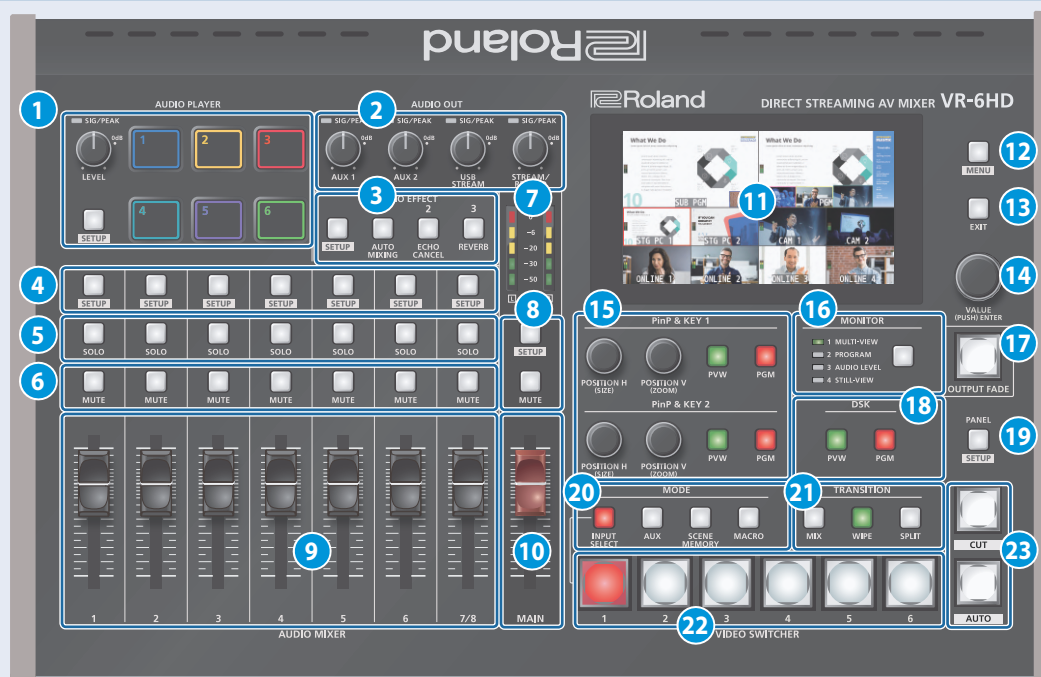 Roland
Roland
DIRECT STREAMING AV MIXER VR-6HD
1
AUDIO PLAYER
SIG/PEAK
0dB
LEVEL
1
2
3
4
5
6
SETUP
2
AUDIO OUT
SIG/PEAK
SIG/PEAK
SIG/PEAK
SIG/PEAK
0dB
0dB
0dB
0dB
AUX 1
AUX 2
USB
STREAM
STREAM/
3
EFFECT
2
3
SETUP
AUTO
MIXING
ECHO
CANCEL
REVERB
7
-6
-20
-30
-50
L
4
SETUP
SETUP
SETUP
SETUP
SETUP
SETUP
SETUP
8
SETUP
5
SOLO
SOLO
SOLO
SOLO
SOLO
SOLO
SOLO
6
MUTE
MUTE
MUTE
MUTE
MUTE
MUTE
MUTE
MUTE
9
10
1
2
3
4
5
6
7/8
MAIN
AUDIO MIXER
What We Do
What We Do
10
SUB PGM
11
PGM
STG PC 1
STG PC 2
CAM 1
CAM 2
ONLINE 1
ONLINE 2
ONLINE 3
ONLINE 4
12
MENU
13
EXIT
14
VALUE
(PUSH) ENTER
15
PinP & KEY 1
POSITION H
(SIZE)
POSITION V
(ZOOM)
PVW
PGM
PinP & KEY 2
POSITION H
(SIZE)
POSITION V
(ZOOM)
PVW
PGM
16
MONITOR
1 MULTI-VIEW
2 PROGRAM
3 AUDIO LEVEL
4 STILL-VIEW
17
OUTPUT FADE
18
DSK
PVW
PGM
19
PANEL
SETUP
20
MODE
INPUT
SELECT
AUX
SCENE
MEMORY
MACRO
21
TRANSITION
MIX
WIPE
SPLIT
CUT
23
AUTO
1
2
3
4
5
6
22
VIDEO SWITCHER